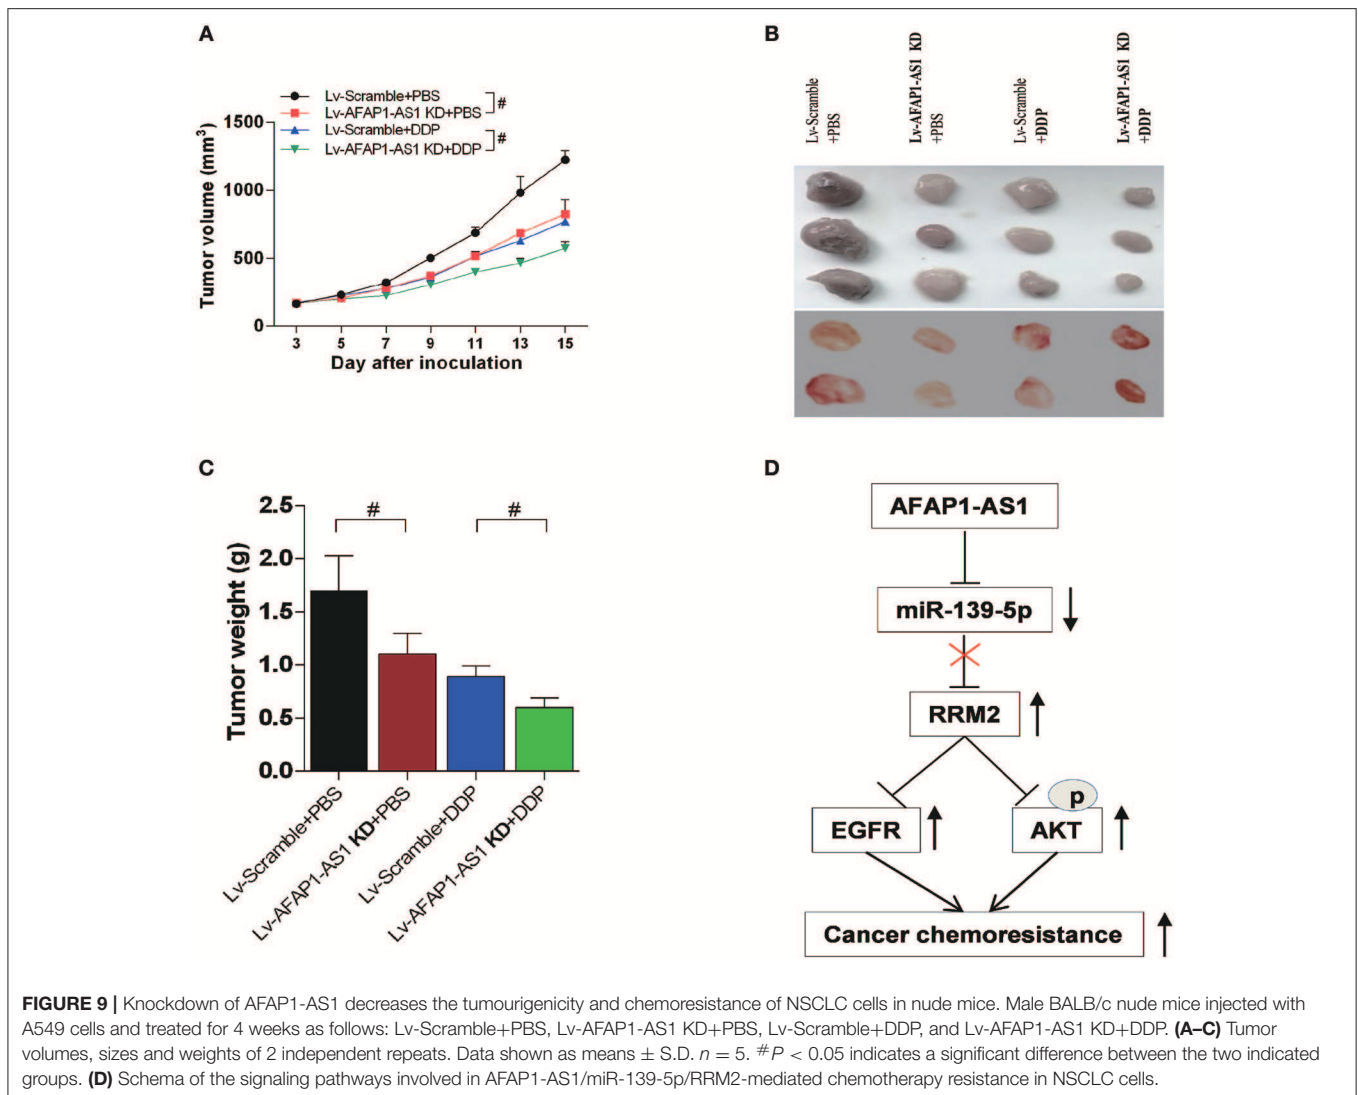 A
Lv-Scramble+PBS
Lv-AFAP1-AS1 KD+PBS
Lv-Scramble+DDP
Lv-AFAP1-AS1 KD+DDP
#
#
Tumor volume (mm³)
1500
1000
500
0
3 5 7 9 11 13 15
Day after inoculation
B
Lv-Scramble
+PBS
Lv-AFAP1-AS1 KD
+PBS
Lv-Scramble
+DDP
Lv-AFAP1-AS1 KD
+DDP
C
Tumor weight (g)
2.5
2.0
1.5
1.0
0.5
0.0
# #
Lv-Scramble+PBS
Lv-AFAP1-AS1 KD+PBS
Lv-Scramble+DDP
Lv-AFAP1-AS1 KD+DDP
D
AFAP1-AS1
miR-139-5p
RRM2
p
EGFR
AKT
Cancer chemoresistance
FIGURE 9 | Knockdown of AFAP1-AS1 decreases the tumourigenicity and chemoresistance of NSCLC cells in nude mice. Male BALB/c nude mice injected with
A549 cells and treated for 4 weeks as follows: Lv-Scramble+PBS, Lv-AFAP1-AS1 KD+PBS, Lv-Scramble+DDP, and Lv-AFAP1-AS1 KD+DDP. (A–C) Tumor
volumes, sizes and weights of 2 independent repeats. Data shown as means ± S.D. n = 5. #P < 0.05 indicates a significant difference between the two indicated
groups. (D) Schema of the signaling pathways involved in AFAP1-AS1/miR-139-5p/RRM2-mediated chemotherapy resistance in NSCLC cells.